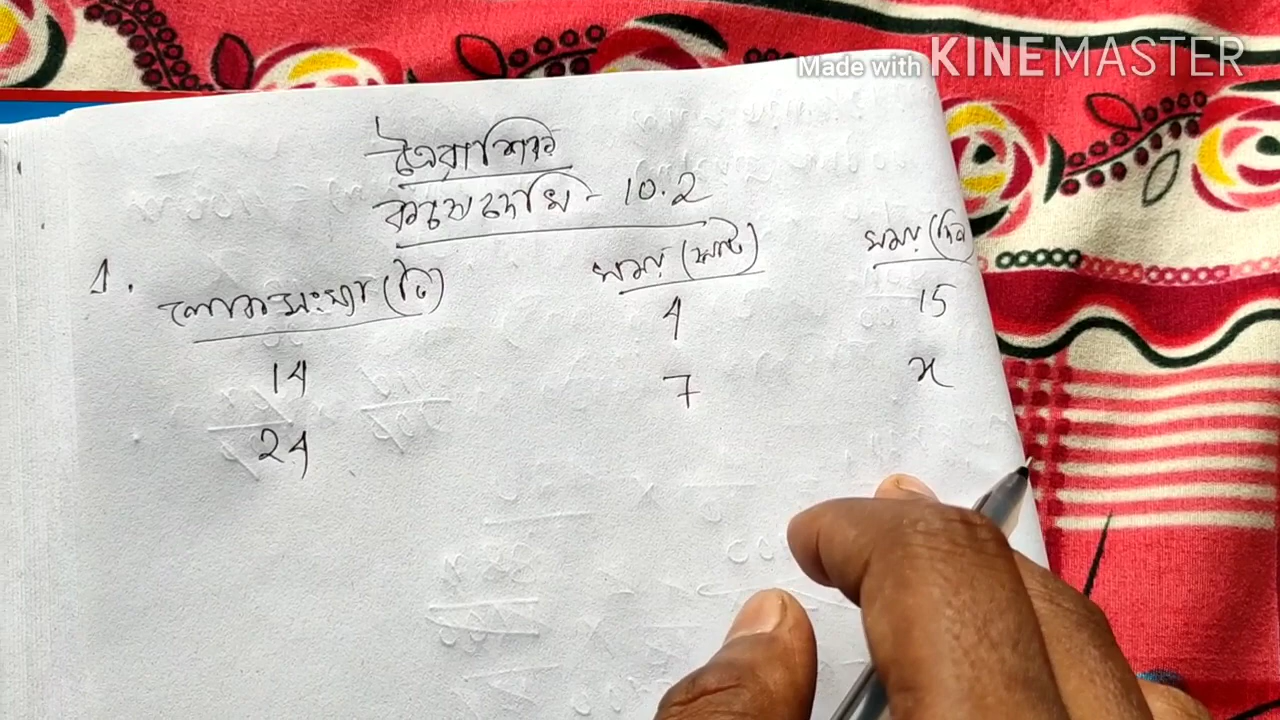 Made with KINEMASTER
ত্রৈরাশিক
কষে দেখি - 10.2
1. লোকসংখ্যা (টি) সময় (ঘন্টা) সময় (দিন)
14 4 15
24 7 x